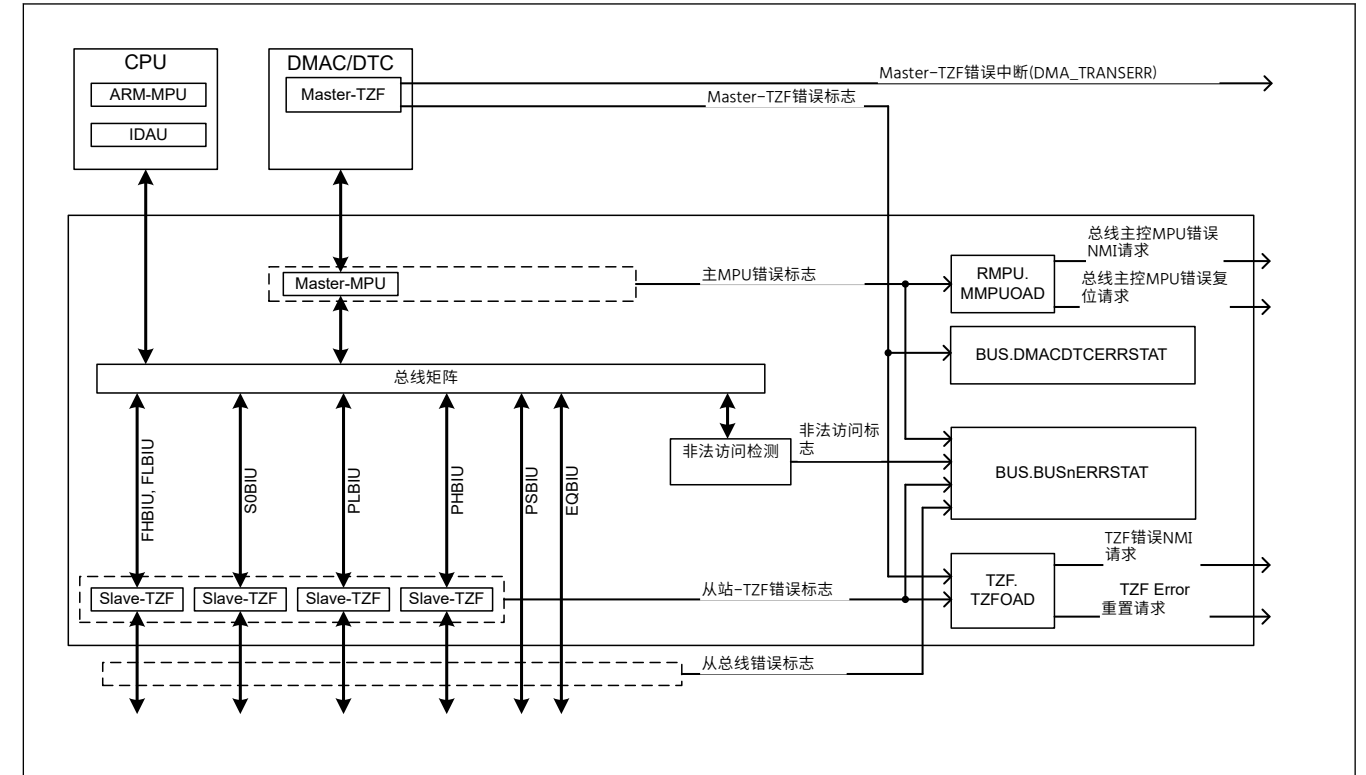 CPU
DMAC/DTC
ARM-MPU
Master-TZF
IDAU
Master-TZF错误中断(DMA_TRANSERR)
Master-TZF错误标志
总线主控MPU错误
NMI请求
Master-MPU
主MPU错误标志
RMPU.
MMPUOAD
总线主控MPU错误复
位请求
BUS.DMACDTCERRSTAT
总线矩阵
非法访问检测
非法访问标
志
BUS.BUSnERRSTAT
FHBIU, FLBIU
S0BIU
PLBIU
PHBIU
PSBIU
EQBIU
TZF错误NMI
请求
Slave-TZF
Slave-TZF
Slave-TZF
Slave-TZF
从站-TZF错误标志
TZF.
TZFOAD
TZF Error
重置请求
从总线错误标志